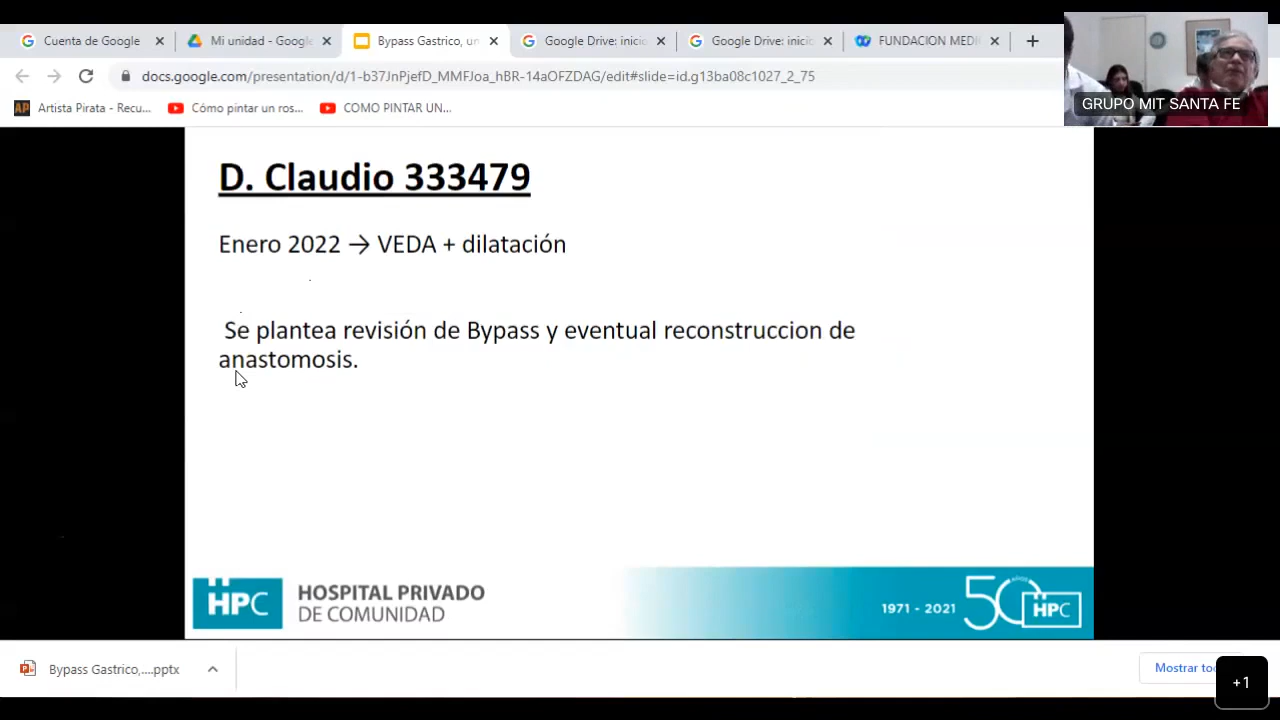 Cuenta de Google
Mi unidad - Google
Bypass Gastrico, un
Google Drive: inicio
Google Drive: inicio
FUNDACION MEDI
docs.google.com/presentation/d/1-b37JnPjefD_MMFJoa_hBR-14aOFZDAG/edit#slide=id.g13ba08c1027_2_75
AP Artista Pirata - Recu...
Cómo pintar un ros...
COMO PINTAR UN...
GRUPO MIT SANTA FE
D. Claudio 333479
Enero 2022 → VEDA + dilatación
Se plantea revisión de Bypass y eventual reconstruccion de
anastomosis.
HPC
HOSPITAL PRIVADO
DE COMUNIDAD
1971 - 2021
50 AÑOS
HPC
Bypass Gastrico,....pptx
Mostrar to
+1